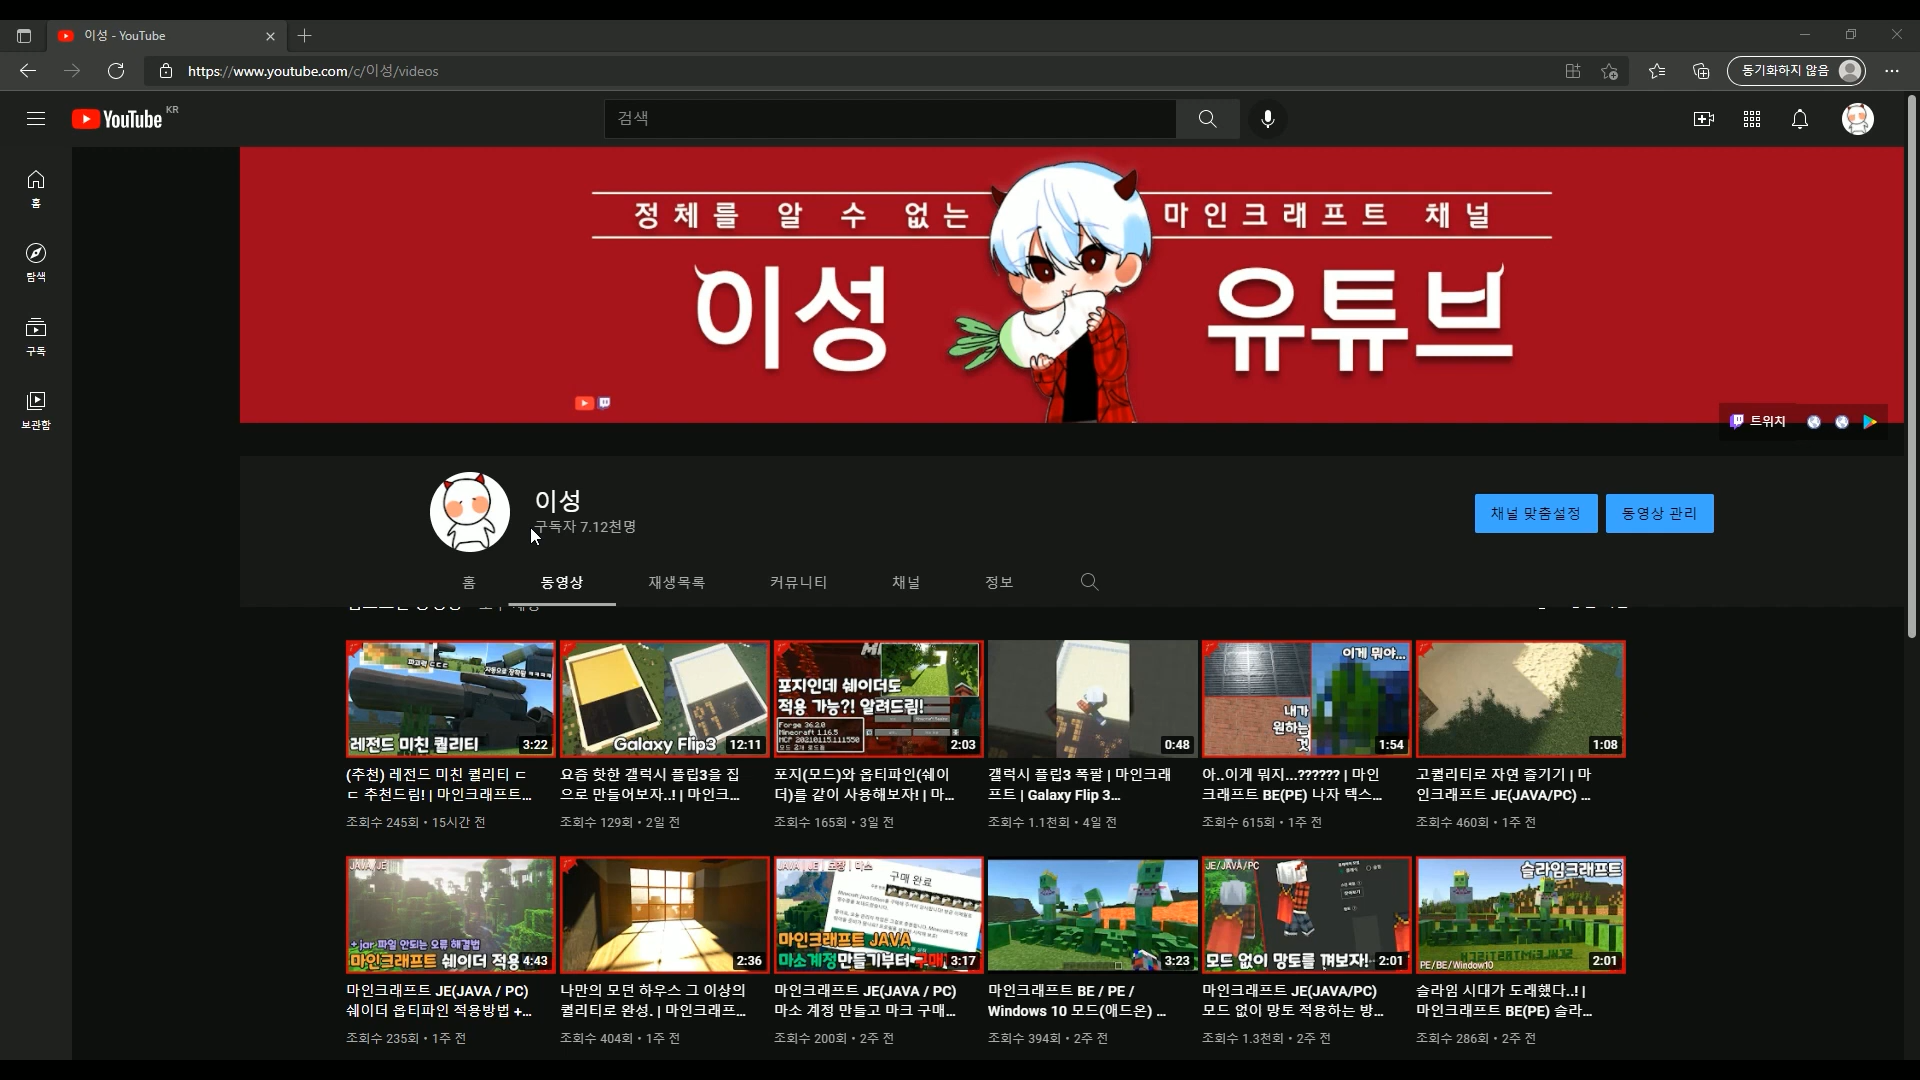 이성 - YouTube
https://www.youtube.com/c/이성/videos
동기화하지 않음
YouTube KR
검색
홈
탐색
구독
보관함
정체를 알 수 없는 마인크래프트 채널
이성 유튜브
트위치
이성
구독자 7.12천명
채널 맞춤설정
동영상 관리
홈 동영상 재생목록 커뮤니티 채널 정보
레전드 미친 퀄리티 3:22
Galaxy Flip3 12:11
포지인데 쉐이더도
적용 가능?! 알려드림!
Forge 36.2.0
Minecraft 1.16.5
MCP 20210115.111550
2:03
0:48
이게 뭐야...
내가
원하는
것
1:54
1:08
(추천) 레전드 미친 퀄리티 ㄷ
ㄷ 추천드림! | 마인크래프트...
조회수 245회 • 15시간 전
요즘 핫한 갤럭시 플립3을 집
으로 만들어보자..! | 마인크...
조회수 129회 • 2일 전
포지(모드)와 옵티파인(쉐이
더)를 같이 사용해보자! | 마...
조회수 165회 • 3일 전
갤럭시 플립3 폭팔 | 마인크래
프트 | Galaxy Flip 3...
조회수 1.1천회 • 4일 전
아..이게 뭐지...?????? | 마인
크래프트 BE(PE) 나자 텍스...
조회수 615회 • 1주 전
고퀄리티로 자연 즐기기 | 마
인크래프트 JE(JAVA/PC) ...
조회수 460회 • 1주 전
JAVA/JE
+jar 파일 안되는 오류 해결법
마인크래프트 쉐이더 적용 4:43
2:36
구매 완료
마인크래프트 JAVA
마소계정만들기부터 구매 3:17
3:23
JE/JAVA/PC
모드 없이 망토를 껴보자! 2:01
슬라임크래프트
PE/BE/Window10
2:01
마인크래프트 JE(JAVA / PC)
쉐이더 옵티파인 적용방법 +...
조회수 235회 • 1주 전
나만의 모던 하우스 그 이상의
퀄리티로 완성. | 마인크래프...
조회수 404회 • 1주 전
마인크래프트 JE(JAVA / PC)
마소 계정 만들고 마크 구매...
조회수 200회 • 2주 전
마인크래프트 BE / PE /
Windows 10 모드(애드온) ...
조회수 394회 • 2주 전
마인크래프트 JE(JAVA/PC)
모드 없이 망토 적용하는 방...
조회수 1.3천회 • 2주 전
슬라임 시대가 도래했다..! |
마인크래프트 BE(PE) 슬라...
조회수 286회 • 2주 전